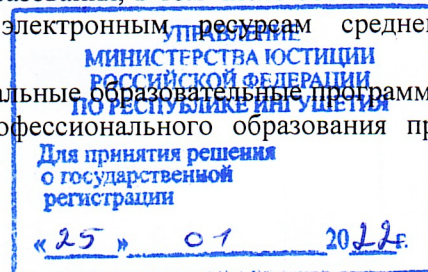 электронным ресурсам средне
УПРАВЛЕНИЕ
МИНИСТЕРСТВА ЮСТИЦИИ
РОССИЙСКОЙ ФЕДЕРАЦИИ
альные образовательные программ
ПО РЕСПУБЛИКЕ ИНГУШЕТИЯ
офессионального образования пр
Для принятия решения
о государственной
регистрации
« 25 » 01 2022г.